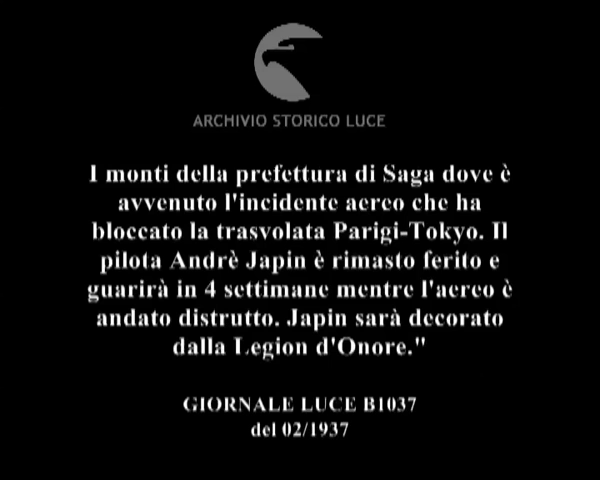 ARCHIVIO STORICO LUCE
I monti della prefettura di Saga dove è
avvenuto l'incidente aereo che ha
bloccato la trasvolata Parigi-Tokyo. Il
pilota Andrè Japin è rimasto ferito e
guarirà in 4 settimane mentre l'aereo è
andato distrutto. Japin sarà decorato
dalla Legion d'Onore."
GIORNALE LUCE B1037
del 02/1937